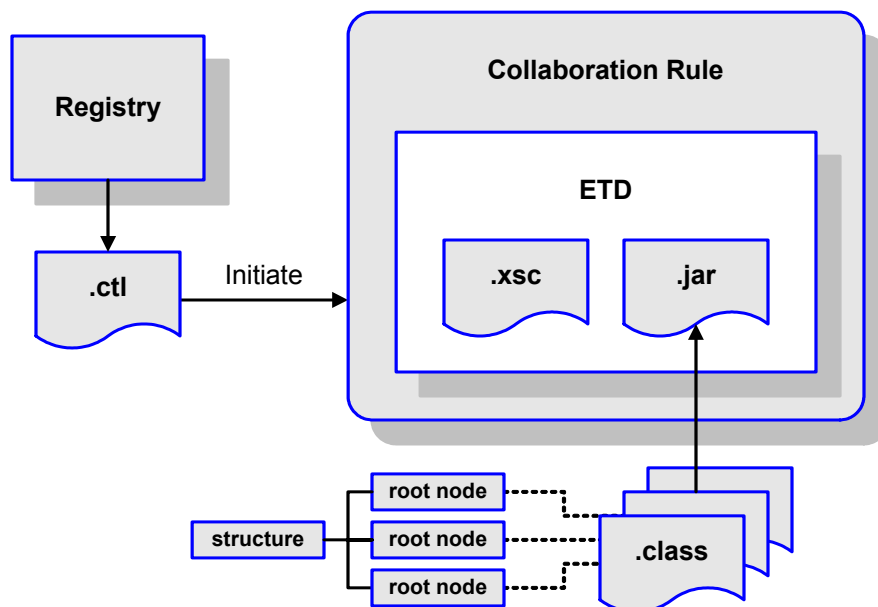 Collaboration Rule
Registry
ETD
.xsc
.jar
.ctl
Initiate
root node
structure
root node
root node
.class